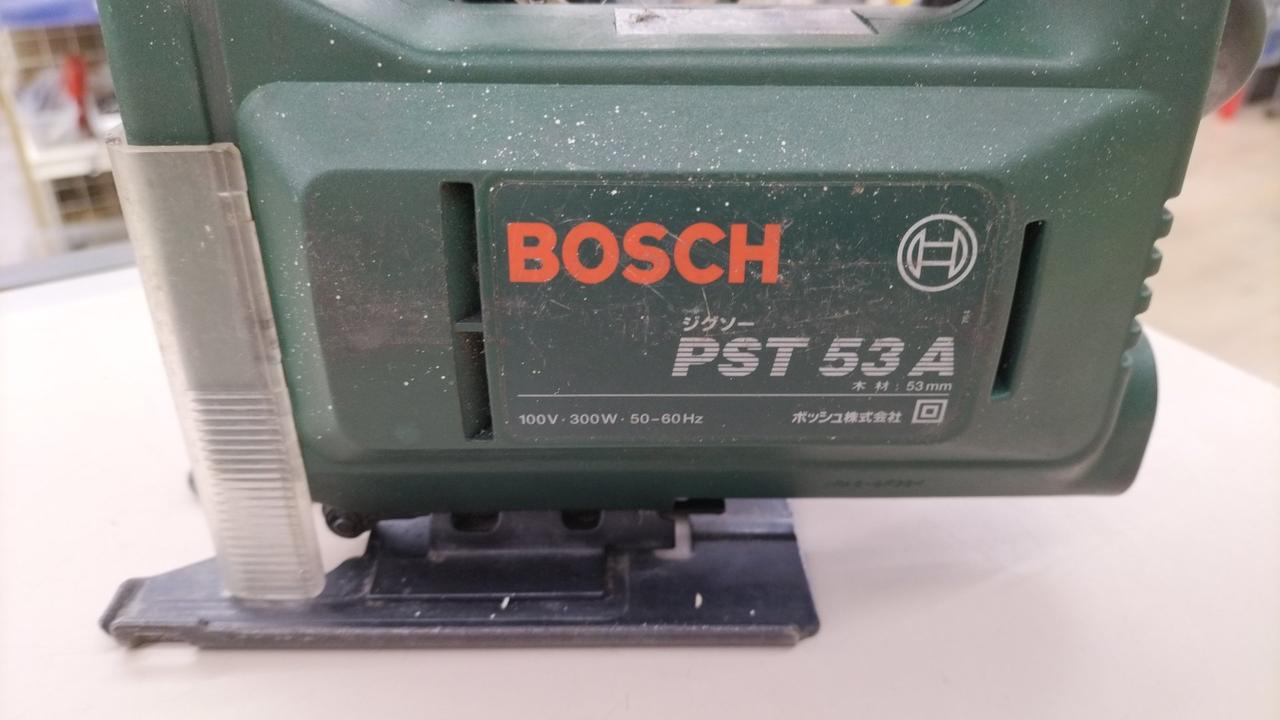 BOSCH
ジグソー
PST 53 A
木材:53mm
100V・300W・50-60Hz
ボッシュ株式会社